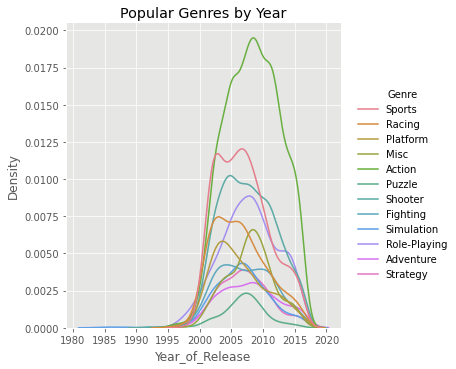 Popular Genres by Year
0.0200
0.0175
0.0150
0.0125
0.0100
0.0075
0.0050
0.0025
0.0000
Density
1980 1985 1990 1995 2000 2005 2010 2015 2020
Year_of_Release
Genre
Sports
Racing
Platform
Misc
Action
Puzzle
Shooter
Fighting
Simulation
Role-Playing
Adventure
Strategy